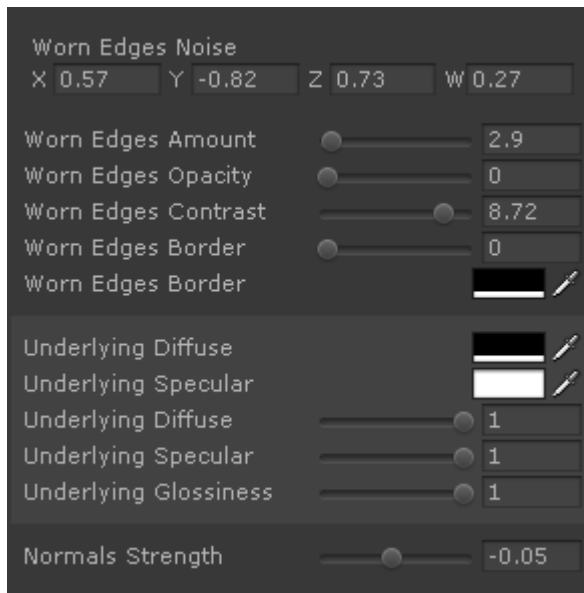 Worn Edges Noise
X 0.57 Y -0.82 Z 0.73 W 0.27
Worn Edges Amount 2.9
Worn Edges Opacity 0
Worn Edges Contrast 8.72
Worn Edges Border 0
Worn Edges Border
Underlying Diffuse
Underlying Specular
Underlying Diffuse 1
Underlying Specular 1
Underlying Glossiness 1
Normals Strength -0.05